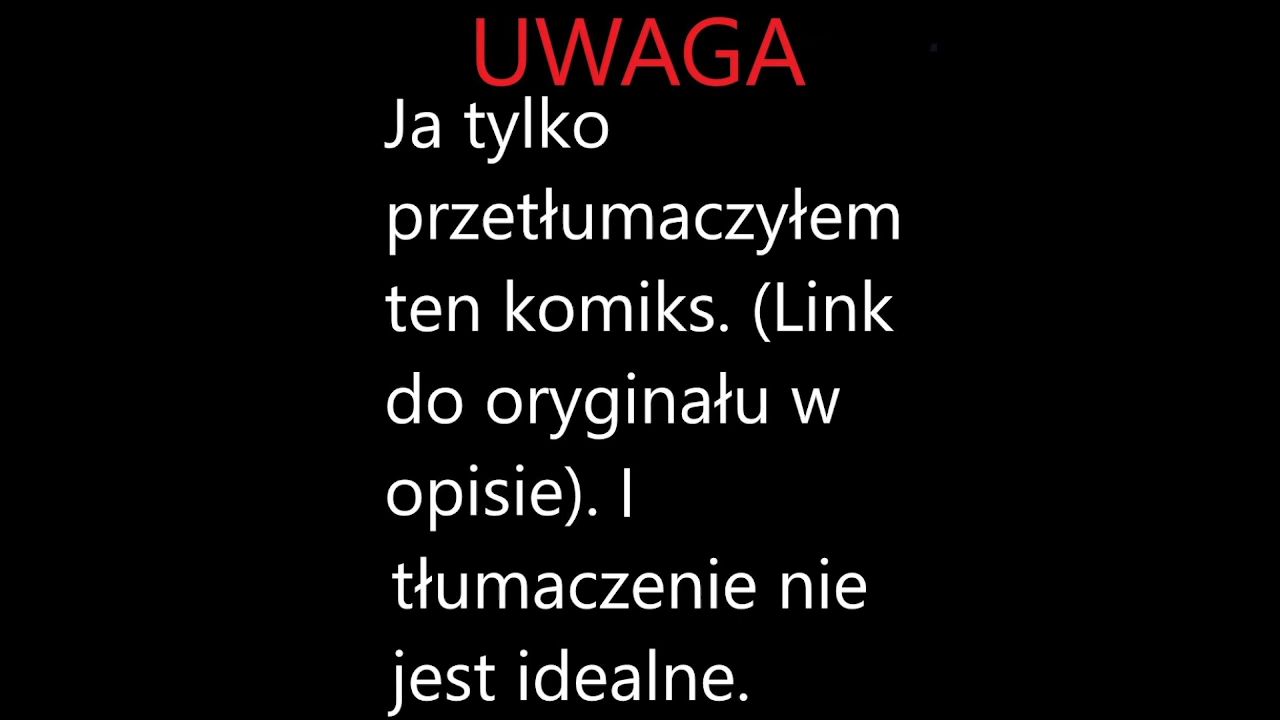 UWAGA
Ja tylko
przetłumaczyłem
ten komiks. (Link
do oryginału w
opisie). I
tłumaczenie nie
jest idealne.